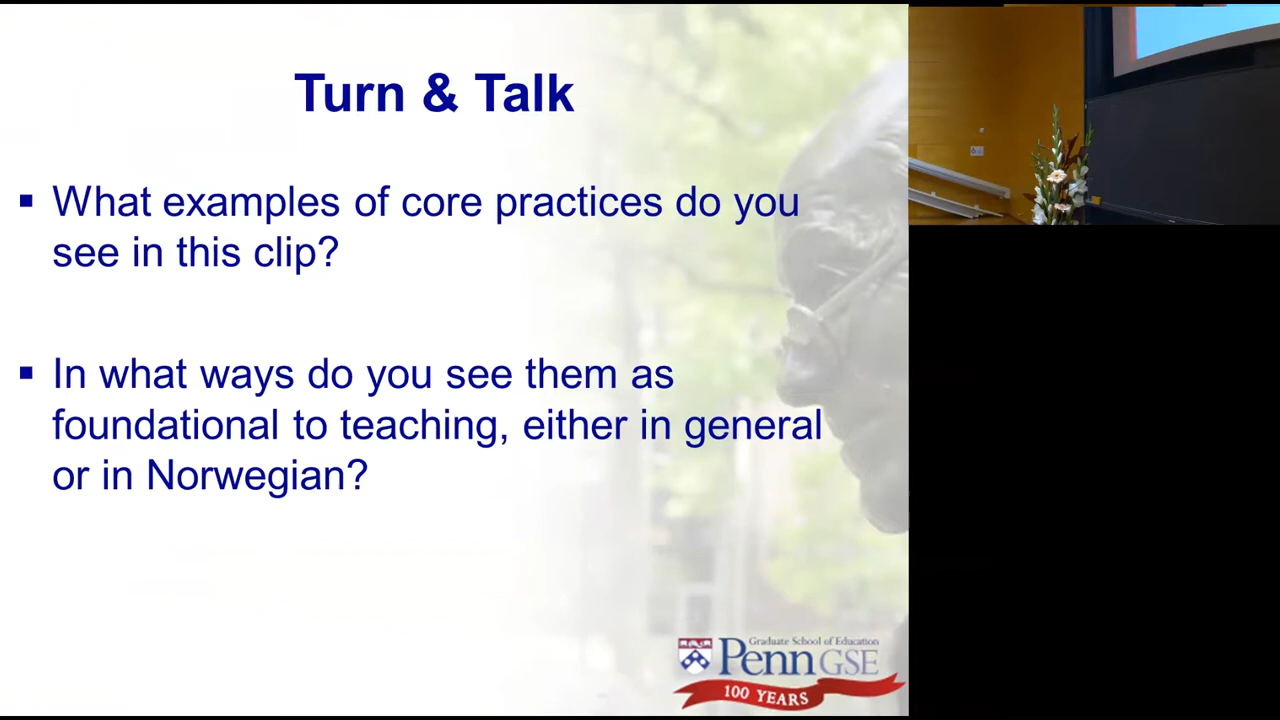 Turn & Talk
▪ What examples of core practices do you
see in this clip?
▪ In what ways do you see them as
foundational to teaching, either in general
or in Norwegian?
Graduate School of Education
Penn GSE
100 YEARS